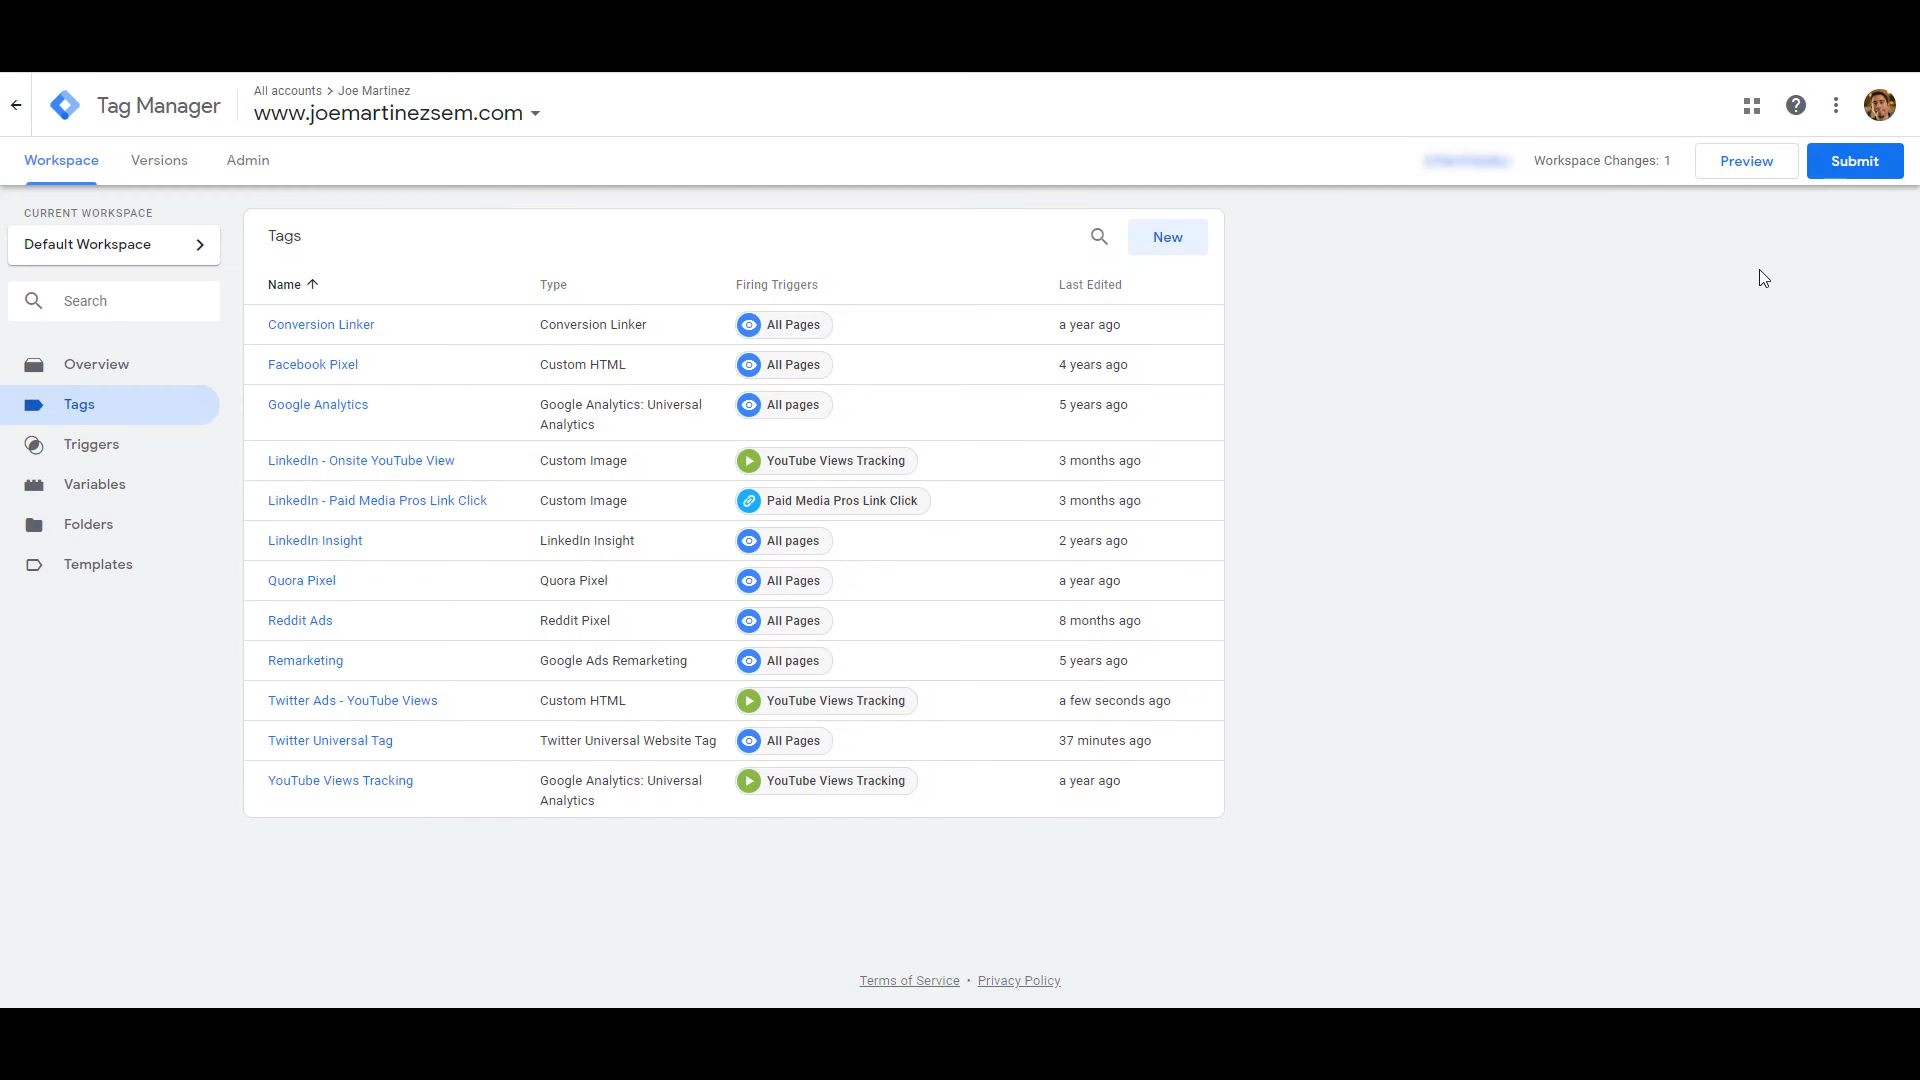 Tag Manager
All accounts > Joe Martinez
www.joemartinezsem.com
Workspace
Versions
Admin
Workspace Changes: 1
Preview
Submit
CURRENT WORKSPACE
Default Workspace
Search
Overview
Tags
Triggers
Variables
Folders
Templates
Tags
New
Name Type Firing Triggers Last Edited
Conversion Linker Conversion Linker All Pages a year ago
Facebook Pixel Custom HTML All Pages 4 years ago
Google Analytics Google Analytics: Universal All pages 5 years ago
Analytics
LinkedIn - Onsite YouTube View Custom Image YouTube Views Tracking 3 months ago
LinkedIn - Paid Media Pros Link Click Custom Image Paid Media Pros Link Click 3 months ago
LinkedIn Insight LinkedIn Insight All pages 2 years ago
Quora Pixel Quora Pixel All Pages a year ago
Reddit Ads Reddit Pixel All Pages 8 months ago
Remarketing Google Ads Remarketing All pages 5 years ago
Twitter Ads - YouTube Views Custom HTML YouTube Views Tracking a few seconds ago
Twitter Universal Tag Twitter Universal Website Tag All Pages 37 minutes ago
YouTube Views Tracking Google Analytics: Universal YouTube Views Tracking a year ago
Analytics
Terms of Service • Privacy Policy